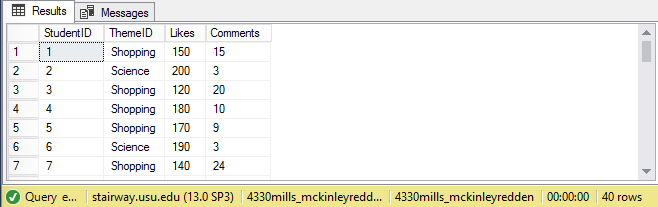 Results Messages
StudentID ThemeID Likes Comments
1 1 Shopping 150 15
2 2 Science 200 3
3 3 Shopping 120 20
4 4 Shopping 180 10
5 5 Shopping 170 9
6 6 Science 190 3
7 7 Shopping 140 24
Query e... stairway.usu.edu (13.0 SP3) 4330mills_mckinleyredd... 4330mills_mckinleyredden 00:00:00 40 rows